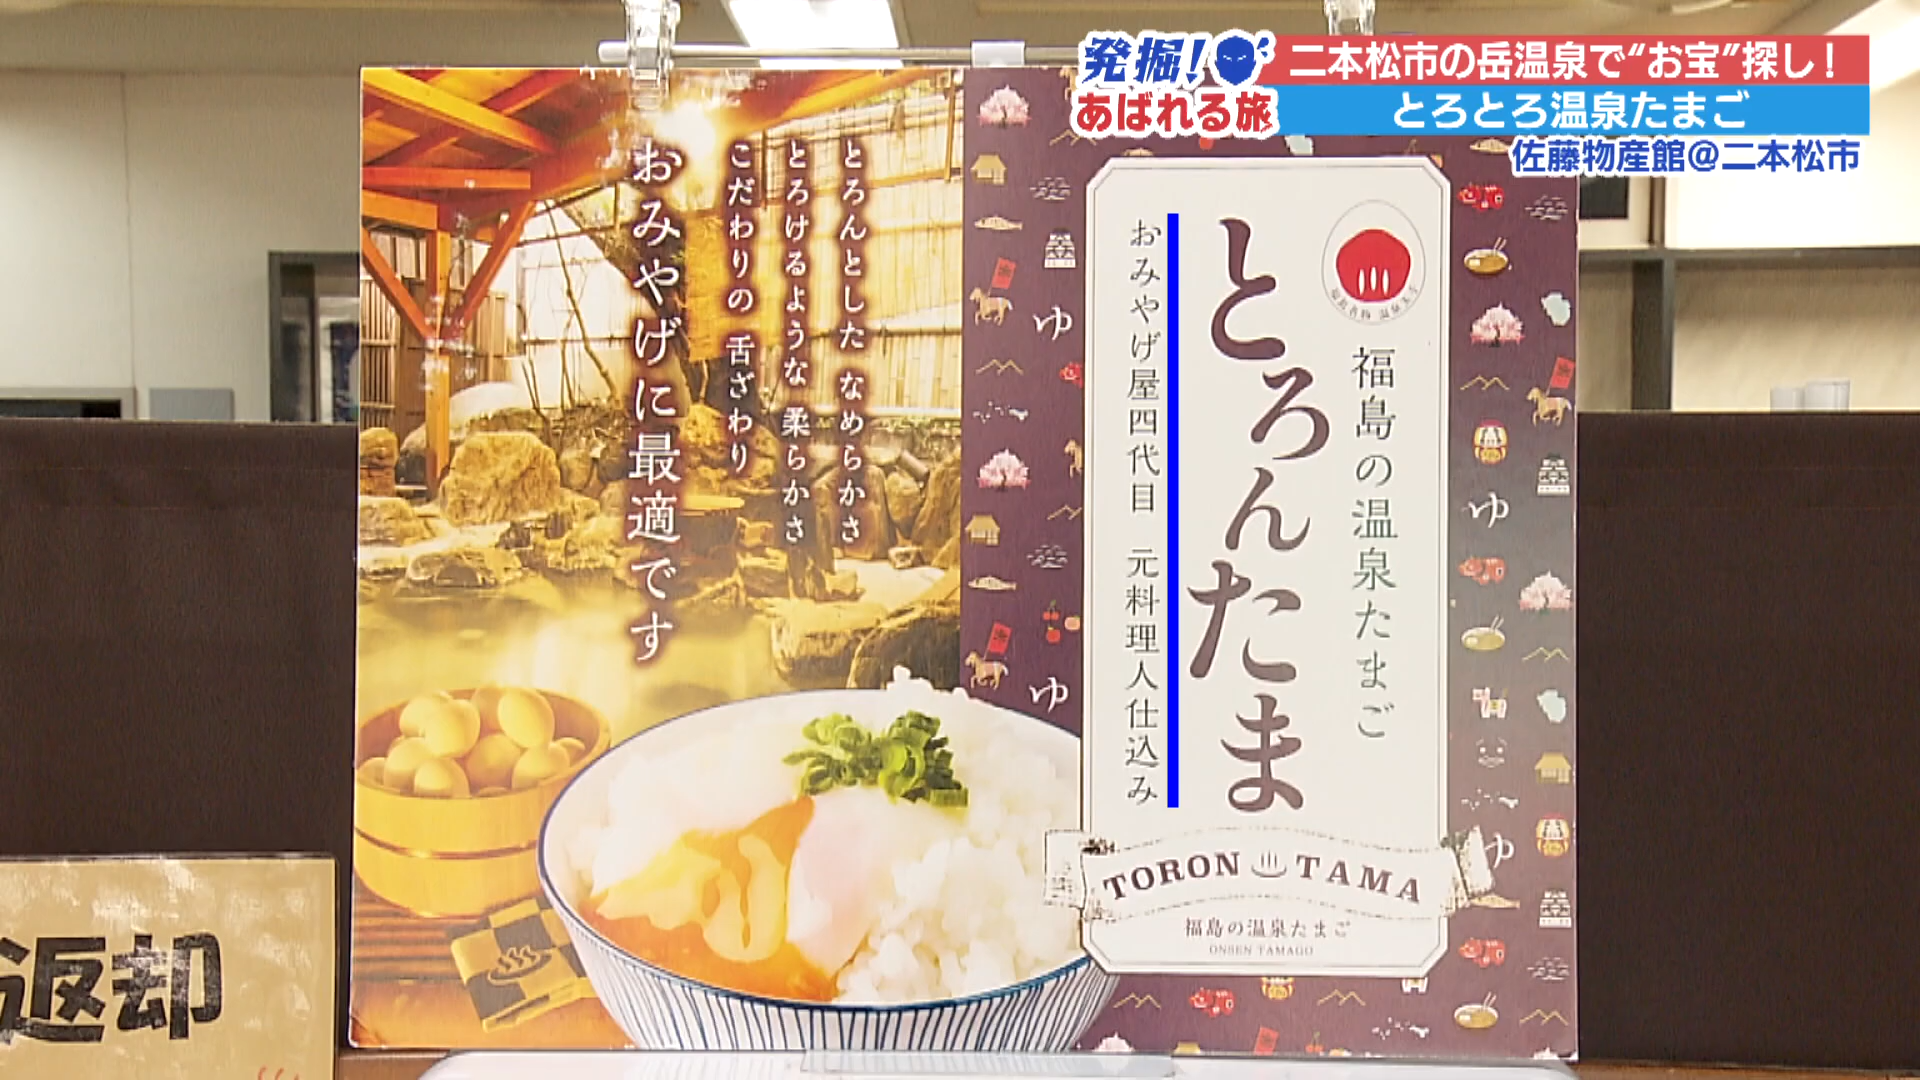 発掘!
あばれる旅
二本松市の岳温泉で“お宝”探し!
とろとろ温泉たまご
佐藤物産館@二本松市
とろんとした なめらかさ
とろけるような 柔らかさ
こだわりの 舌ざわり
おみやげに最適です
福島の温泉たまご
とろんたま
おみやげ屋四代目 元料理人仕込み
TORON TAMA
福島の温泉たまご
ONSEN TAMAGO
ゆ
ゆ
ゆ
ゆ
返却